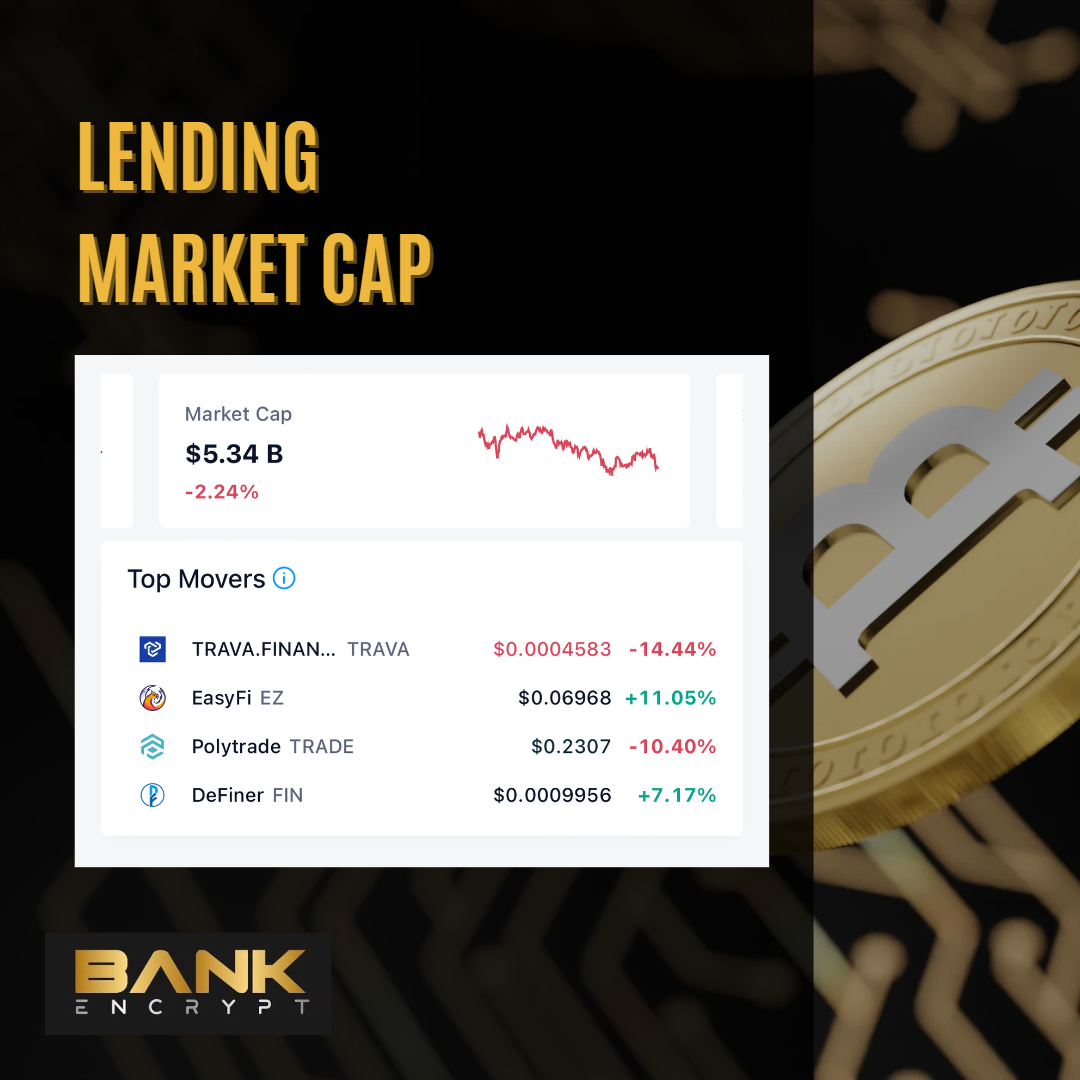 LENDING
MARKET CAP
Market Cap
$5.34 B
-2.24%
Top Movers
TRAVA.FINAN... TRAVA $0.0004583 -14.44%
EasyFi EZ $0.06968 +11.05%
Polytrade TRADE $0.2307 -10.40%
DeFiner FIN $0.0009956 +7.17%
BANK
ENCRYPT